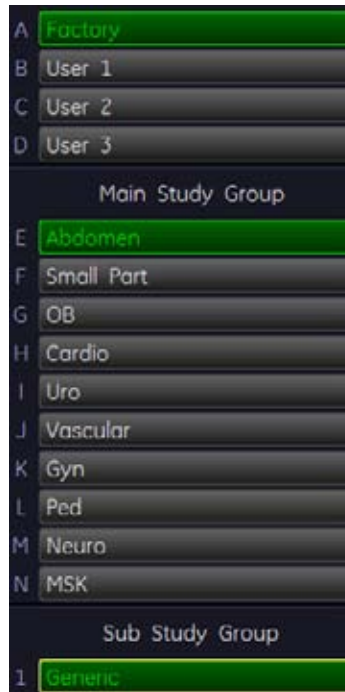 A Factory
B User 1
C User 2
D User 3
Main Study Group
E Abdomen
F Small Part
G OB
H Cardio
I Uro
J Vascular
K Gyn
L Ped
M Neuro
N MSK
Sub Study Group
1 Generic